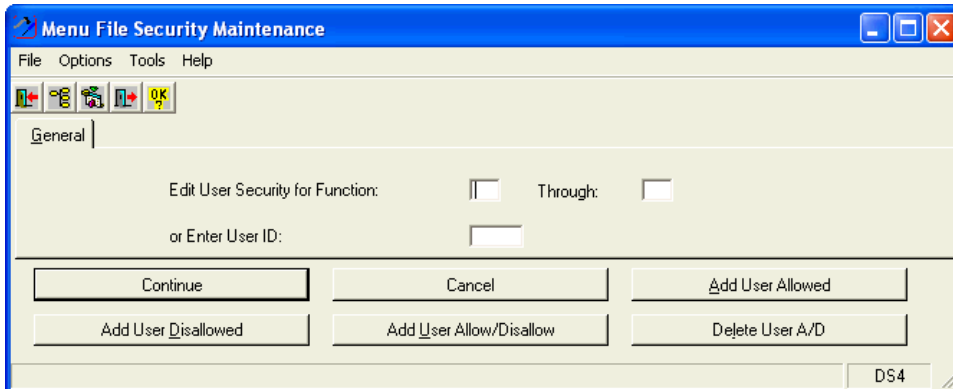 Menu File Security Maintenance
File Options Tools Help
OK?
General
Edit User Security for Function: Through:
or Enter User ID:
Continue Cancel Add User Allowed
Add User Disallowed Add User Allow/Disallow Delete User A/D
DS4